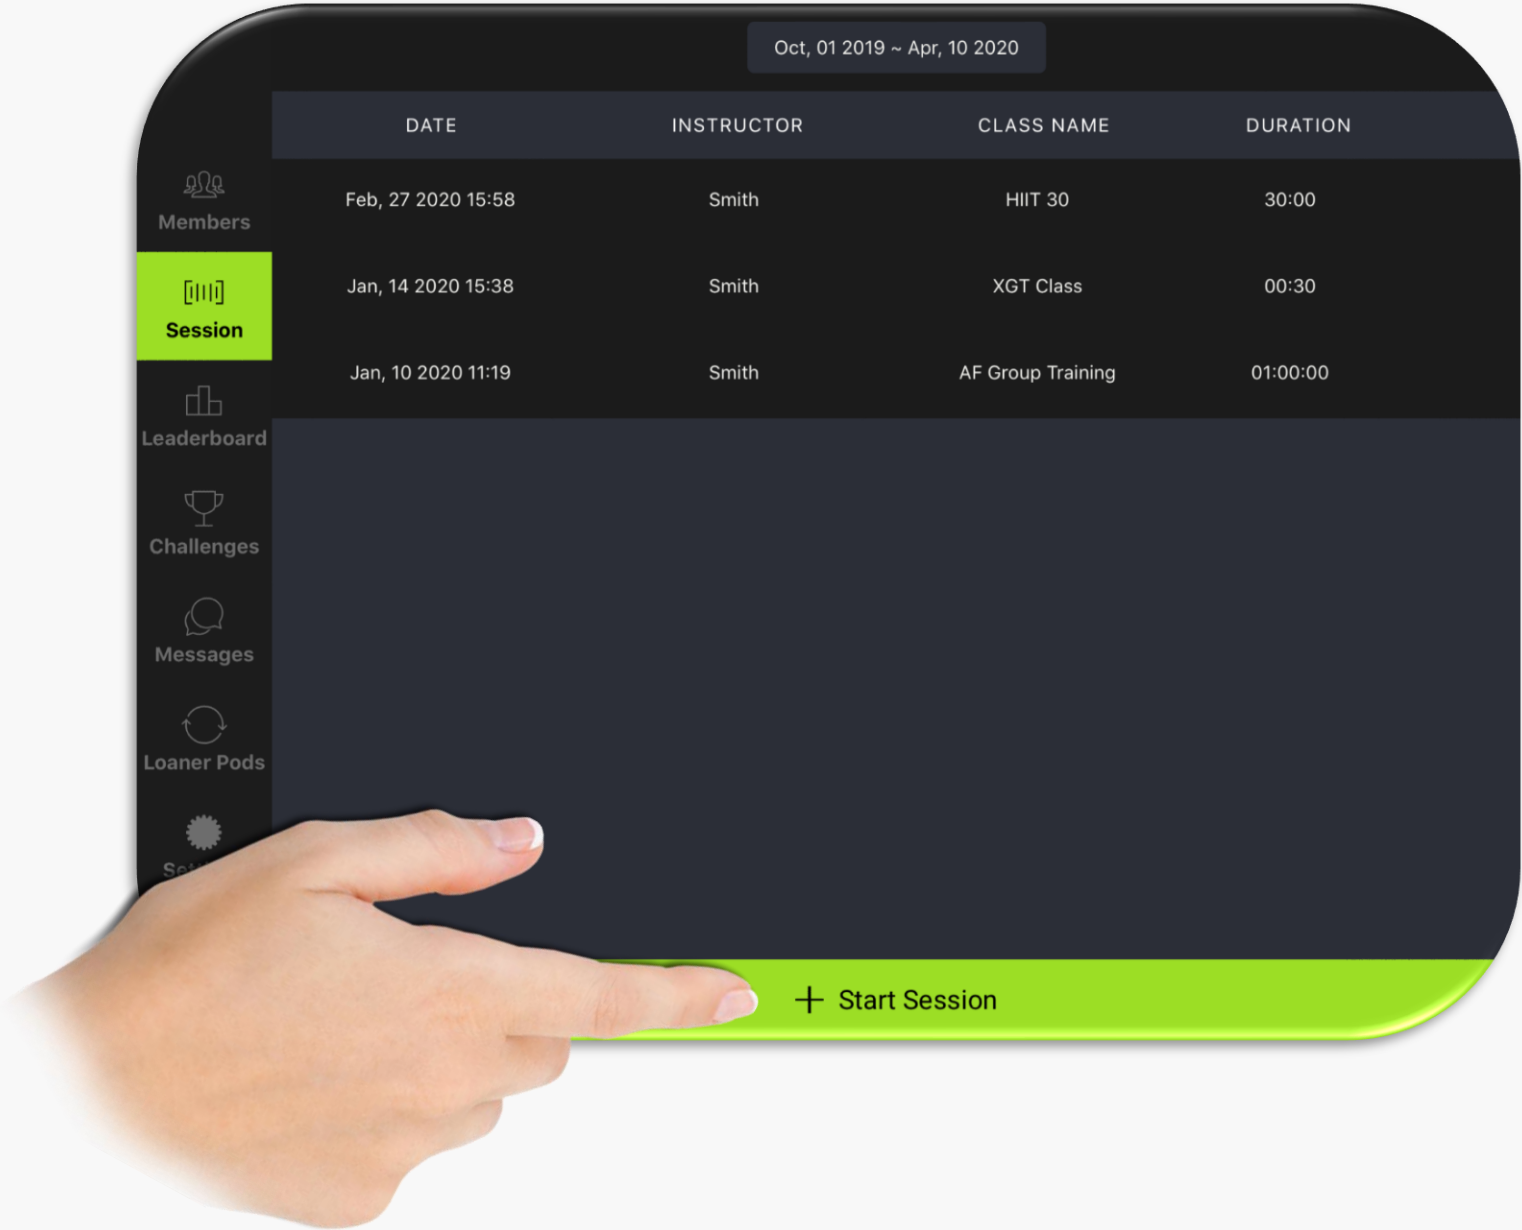 Oct, 01 2019 ~ Apr, 10 2020
DATE INSTRUCTOR CLASS NAME DURATION
Feb, 27 2020 15:58 Smith HIIT 30 30:00
Jan, 14 2020 15:38 Smith XGT Class 00:30
Jan, 10 2020 11:19 Smith AF Group Training 01:00:00
Members
Session
Leaderboard
Challenges
Messages
Loaner Pods
+ Start Session